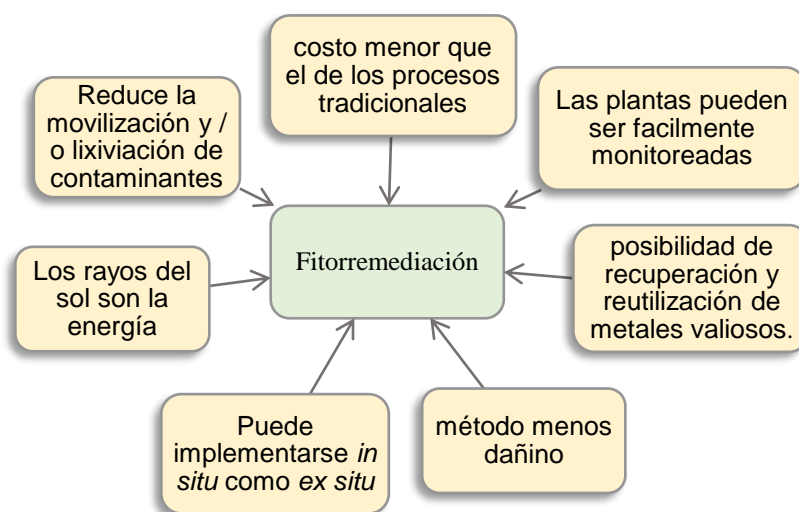 costo menor que
el de los procesos
tradicionales
Reduce la
movilización y /
o lixiviación de
contaminantes
Las plantas pueden
ser facilmente
monitoreadas
Fitorremediación
Los rayos del
sol son la
energía
posibilidad de
recuperación y
reutilización de
metales valiosos.
Puede
implementarse in
situ como ex situ
método menos
dañino